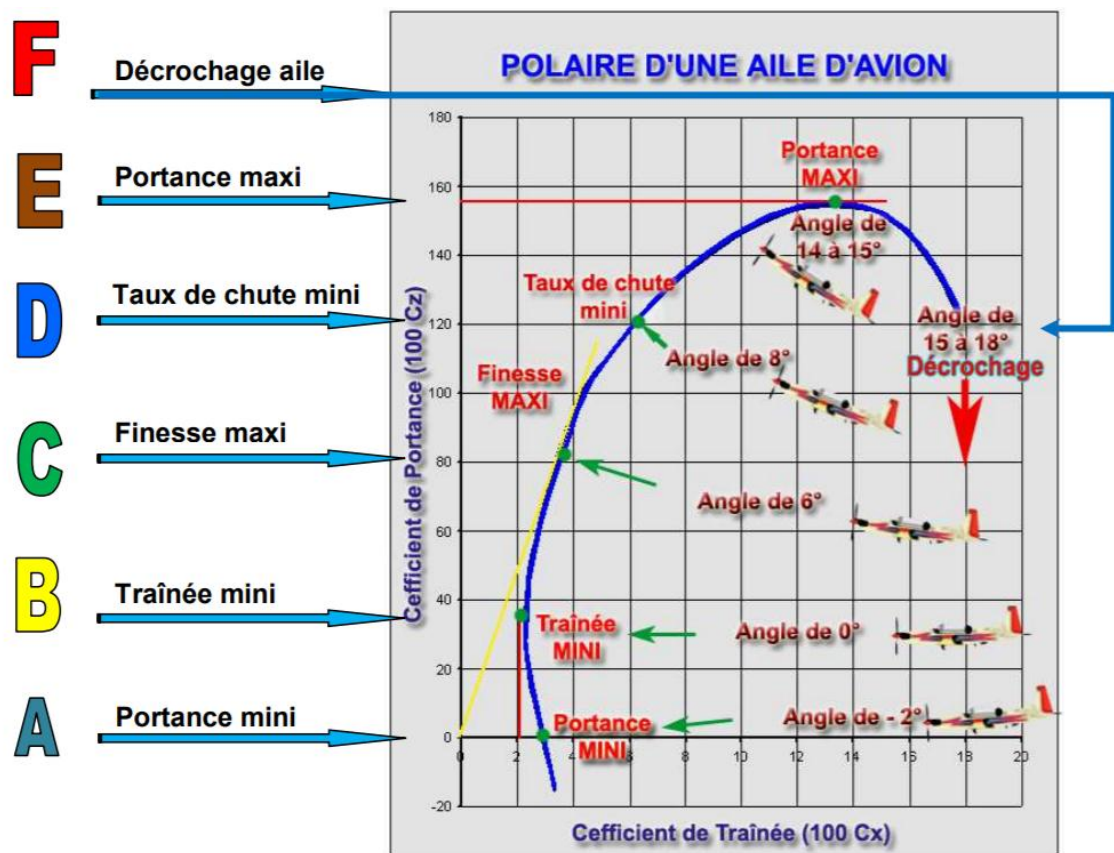 POLAIRE D'UNE AILE D'AVION
F
Décrochage aile
E
Portance maxi
D
Taux de chute mini
C
Finesse maxi
B
Traînée mini
A
Portance mini
Cefficient de Portance (100 Cz)
180
160
140
120
100
80
60
40
20
0
-20
Portance
MAXI
Angle de
14 à 15°
Taux de chute
mini
Angle de 8°
Angle de
15 à 18°
Décrochage
Finesse
MAXI
Angle de 6°
Traînée
MINI
Angle de 0°
Portance
MINI
Angle de - 2°
0 2 4 6 8 10 12 14 16 18 20
Cefficient de Traînée (100 Cx)